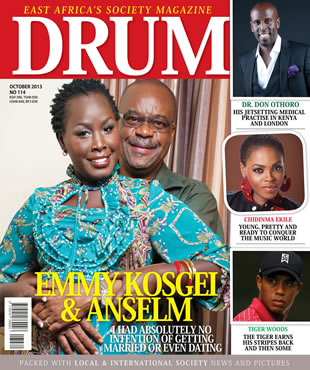 EAST AFRICA'S SOCIETY MAGAZINE
DRUM
OCTOBER 2013
NO 114
DR. DON OTHORO
HIS JETSETTING MEDICAL
PRACTISE IN KENYA
AND LONDON
CHIDINMA EKILE
YOUNG, PRETTY AND
READY TO CONQUER
THE MUSIC WORLD
EMMY KOSGEI
& ANSELM
I HAD ABSOLUTELY NO
INTENTION OF GETTING
MARRIED OR EVEN DATING
TIGER WOODS
THE TIGER EARNS
HIS STRIPES BACK
AND THEN SOME
PACKED WITH LOCAL & INTERNATIONAL SOCIETY NEWS AND PICTURES